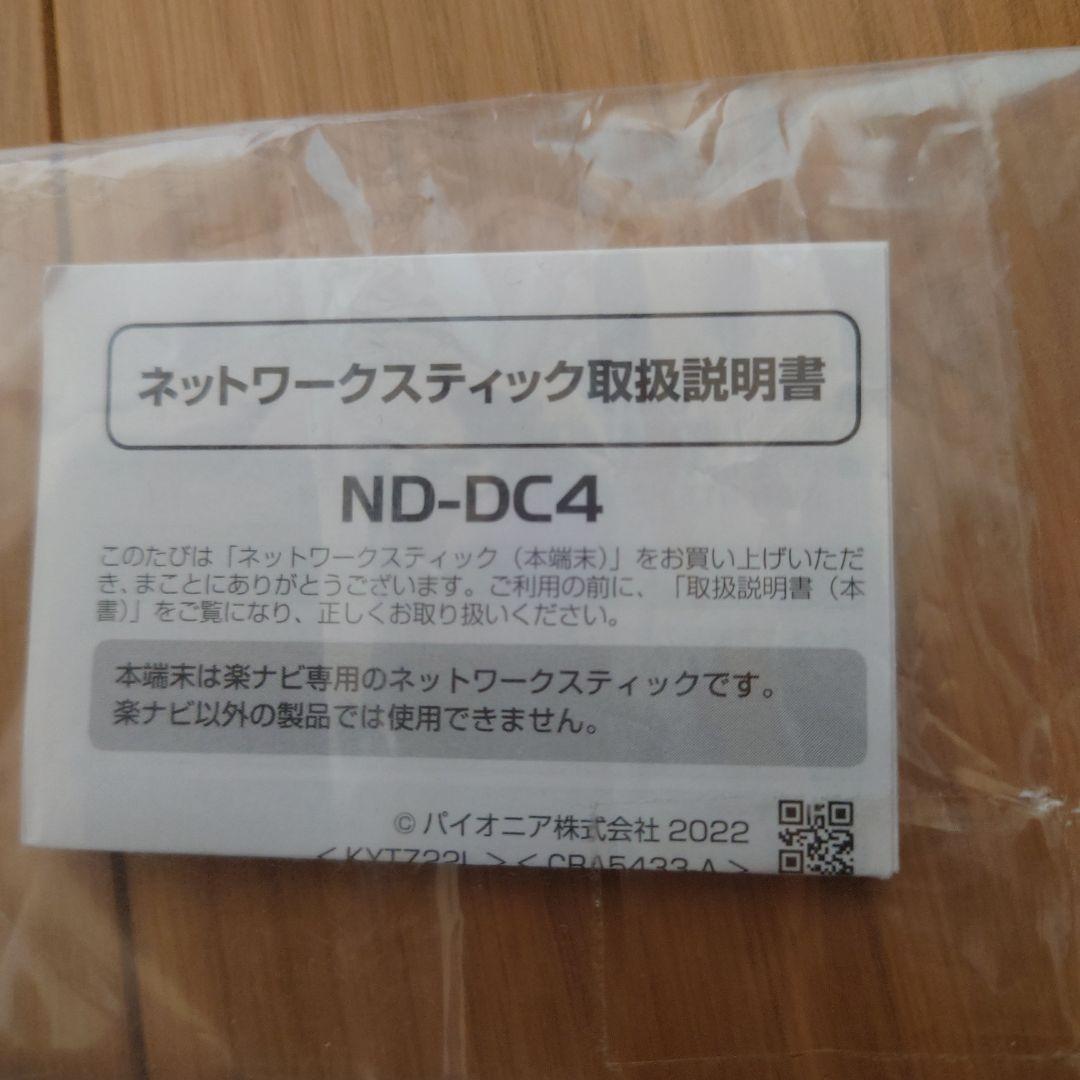 ネットワークスティック取扱説明書
ND-DC4
このたびは「ネットワークスティック（本端末）」をお買い上げいただ
き、まことにありがとうございます。ご利用の前に、「取扱説明書（本
書）」をご覧になり、正しくお取り扱いください。
本端末は楽ナビ専用のネットワークスティックです。
楽ナビ以外の製品では使用できません。
© パイオニア株式会社 2022
< KYTZ22L > < CRA5433-A >